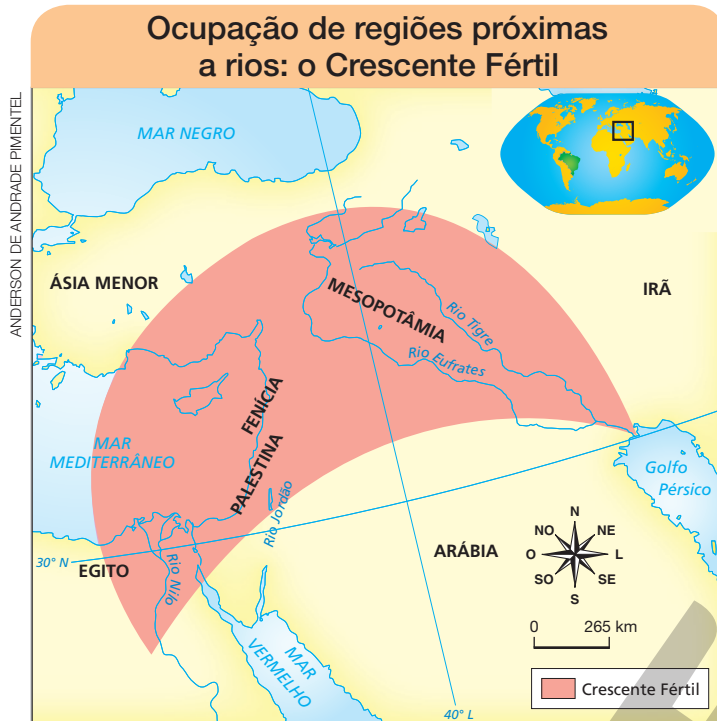 Ocupação de regiões próximas
a rios: o Crescente Fértil
ANDERSON DE ANDRADE PIMENTEL
MAR NEGRO
ÁSIA MENOR
MESOPOTÂMIA
IRÃ
Rio Tigre
Rio Eufrates
FENÍCIA
MAR
MEDITERRÂNEO
PALESTINA
Golfo
Pérsico
Rio Jordão
30° N
EGITO
Rio Nilo
ARÁBIA
N
NO
NE
O
L
SO
SE
S
0 265 km
MAR
VERMELHO
Crescente Fértil
40° L